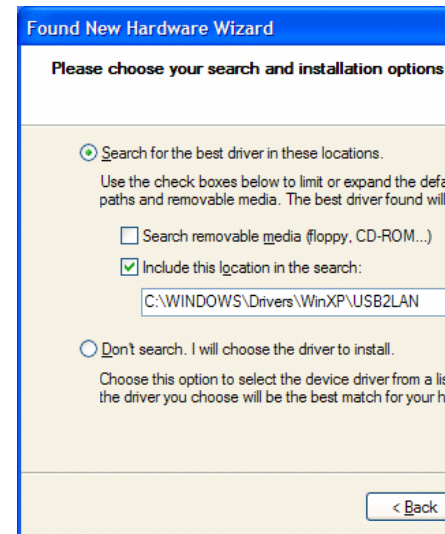 Found New Hardware Wizard
Please choose your search and installation options
Search for the best driver in these locations.
Use the check boxes below to limit or expand the
paths and removable media. The best driver found will
Search removable media (floppy, CD-ROM...)
Include this location in the search:
C:\WINDOWS\Drivers\WinXP\USB2LAN
Don't search. I will choose the driver to install.
Choose this option to select the device driver from a
the driver you choose will be the best match for your
< Back